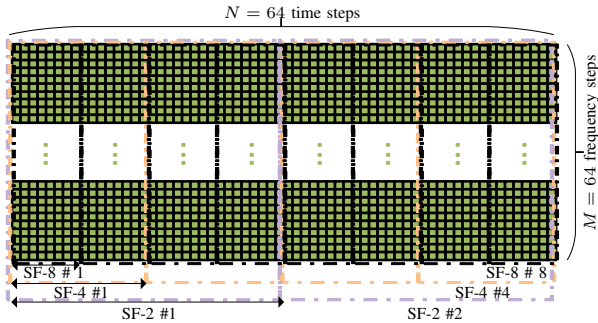 N = 64 time steps
M = 64 frequency steps
SF-8 # 1
SF-8 # 8
SF-4 #1
SF-4 #4
SF-2 #1
SF-2 #2